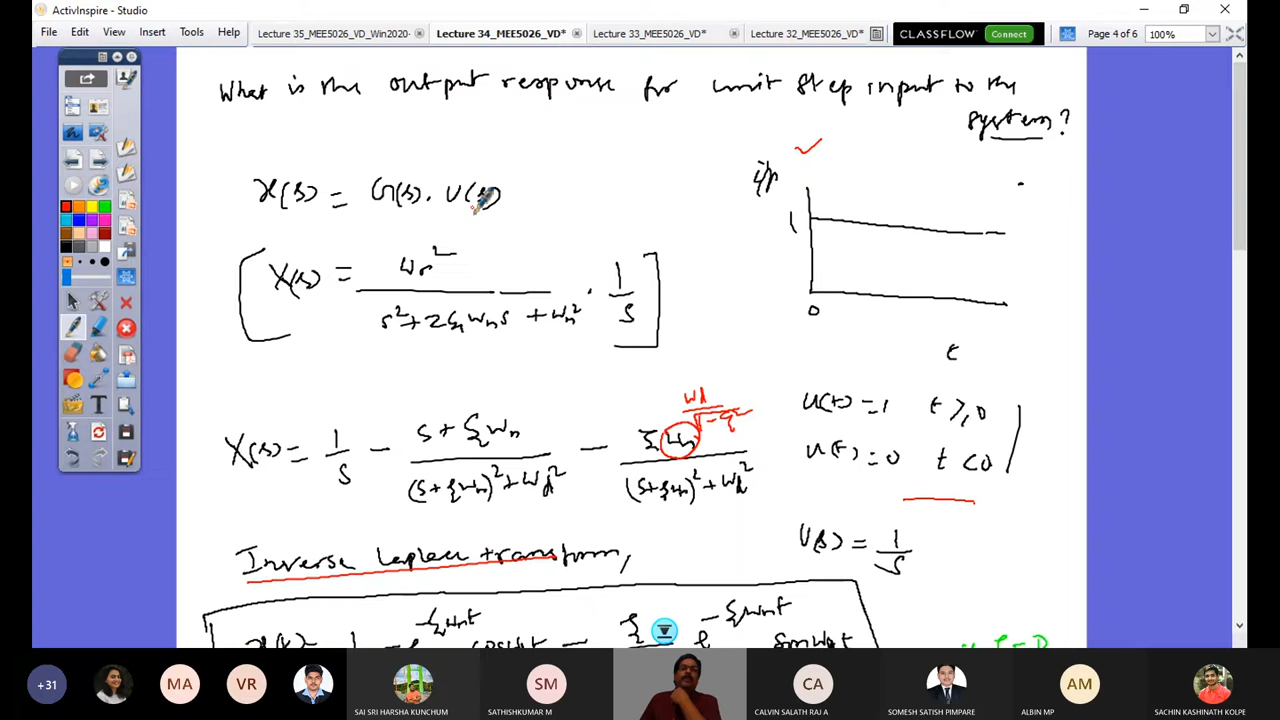 ActivInspire - Studio
File Edit View Insert Tools Help
Lecture 35_MEE5026_VD_Win2020- Lecture 34_MEE5026_VD* Lecture 33_MEE5026_VD* Lecture 32_MEE5026_VD* CLASSFLOW Connect Page 4 of 6 100%
What is the output response for unit step input to the
system?
i/p
x(s) = G(s). U(s)
1
X(s) = ωn² / (s² + 2ξωns + ωn²) · 1/s
0
t
ωd / √1-ξ²
u(t) = 1 t ≥ 0
X(s) = 1/s - (s + ξωn) / ((s + ξωn)² + ωd²) - ξωn / ((s + ξωn)² + ωd²)
u(t) = 0 t < 0
U(s) = 1/s
Inverse Laplace transform,
+31 MA VR SAI SRI HARSHA KUNCHUM SM SATHISHKUMAR M CA CALVIN SALATH RAJ A SOMESH SATISH PIMPARE AM ALBIN MP SACHIN KASHINATH KOLPE